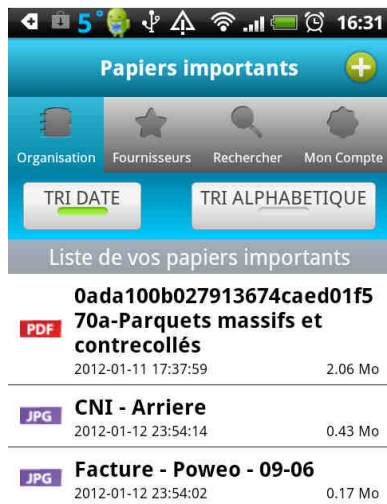 5° 16:31
Papiers importants
Organisation Fournisseurs Rechercher Mon Compte
TRI DATE TRI ALPHABETIQUE
Liste de vos papiers importants
0ada100b027913674caed01f5
70a-Parquets massifs et
PDF
contrecollés
2012-01-11 17:37:59 2.06 Mo
CNI - Arriere
JPG
2012-01-12 23:54:14 0.43 Mo
Facture - Poweo - 09-06
JPG
2012-01-12 23:54:02 0.17 Mo